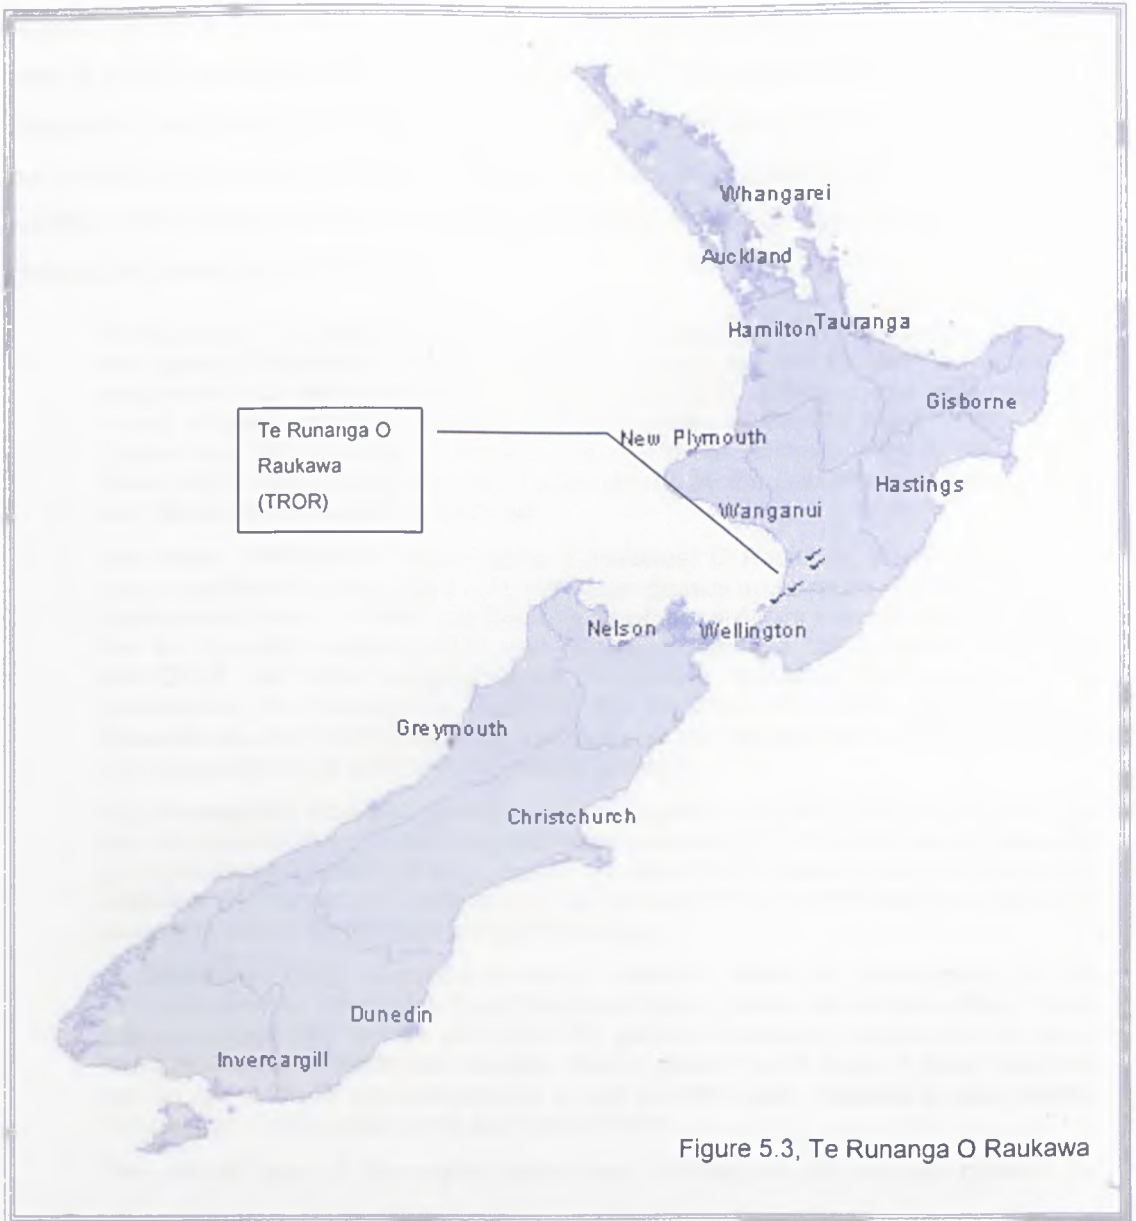 Whangarei
Auckland
Hamilton
Tauranga
Gisborne
Te Runanga O
Raukawa
(TROR)
New Plymouth
Hastings
Wanganui
Nelson
Wellington
Greymouth
Christchurch
Dunedin
Invercargill
Figure 5.3, Te Runanga O Raukawa